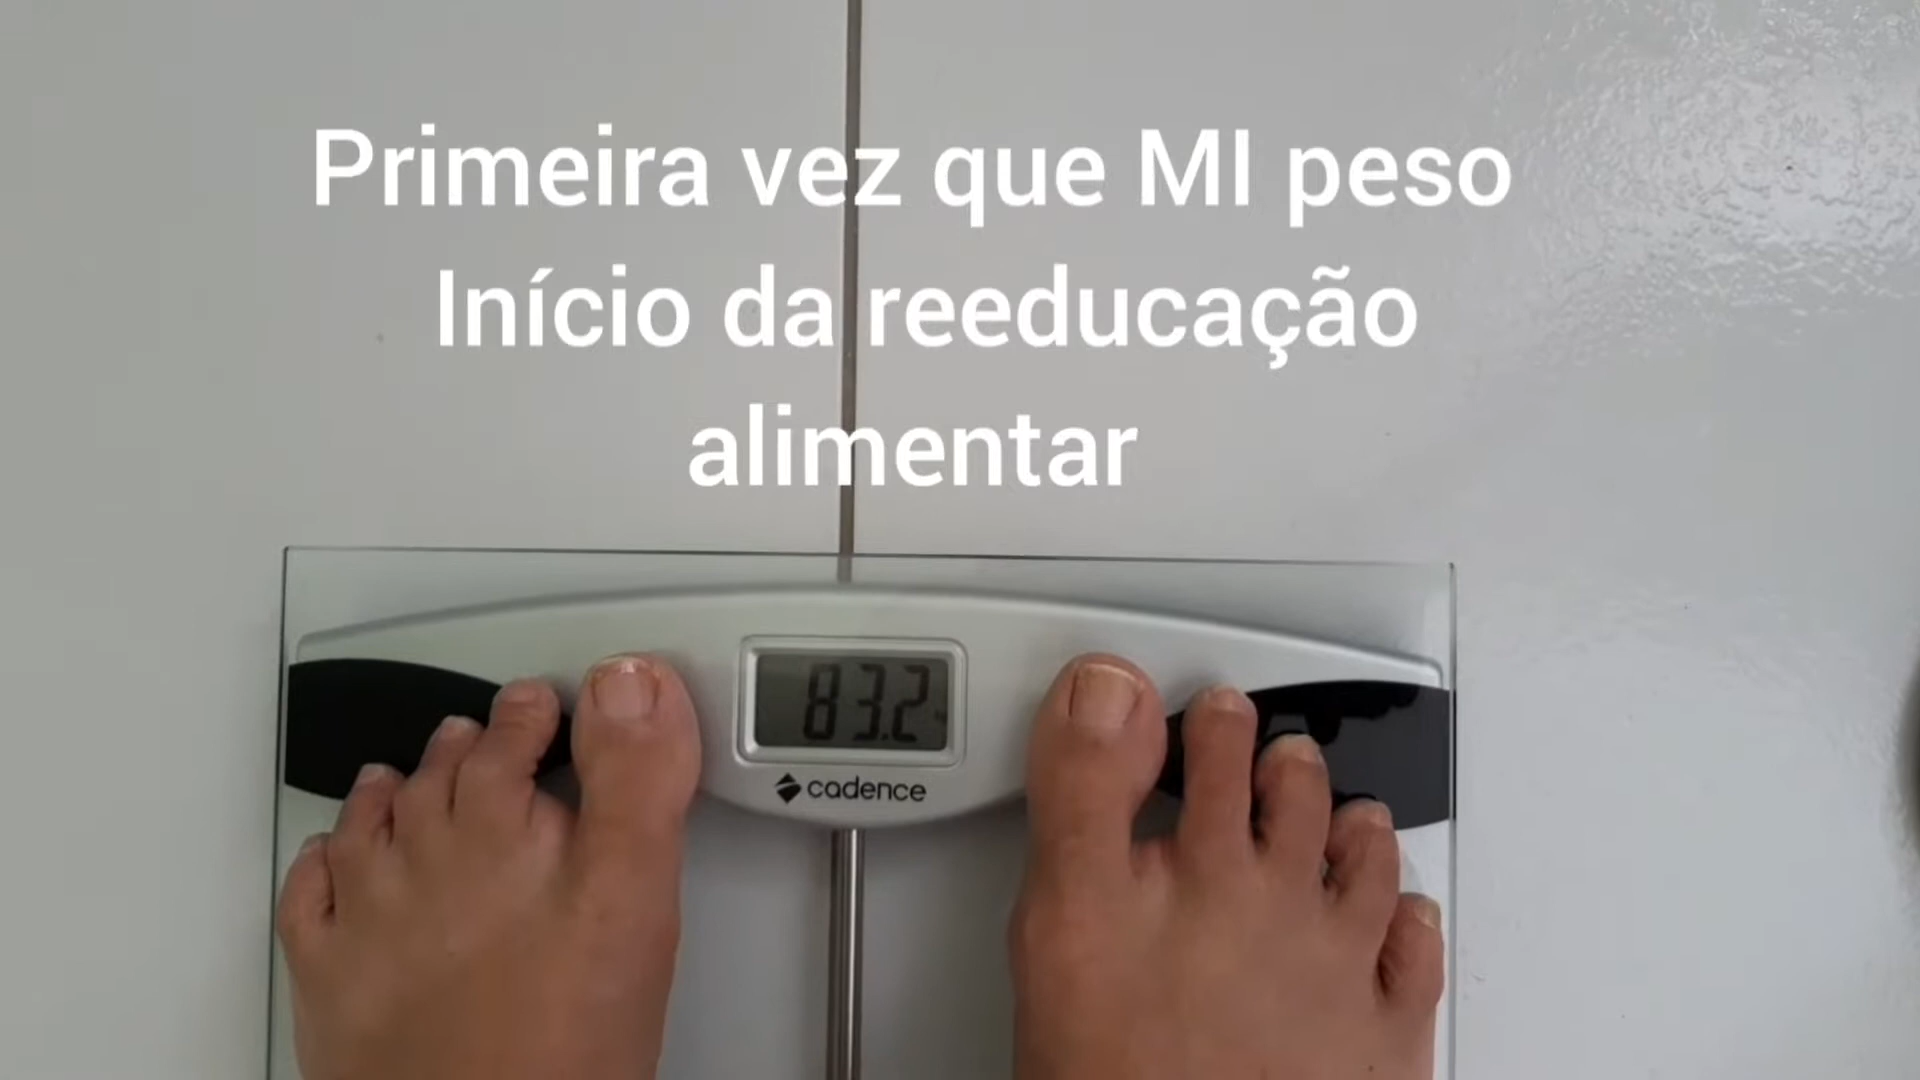 Primeira vez que MI peso
Início da reeducação
alimentar
83.2
cadence